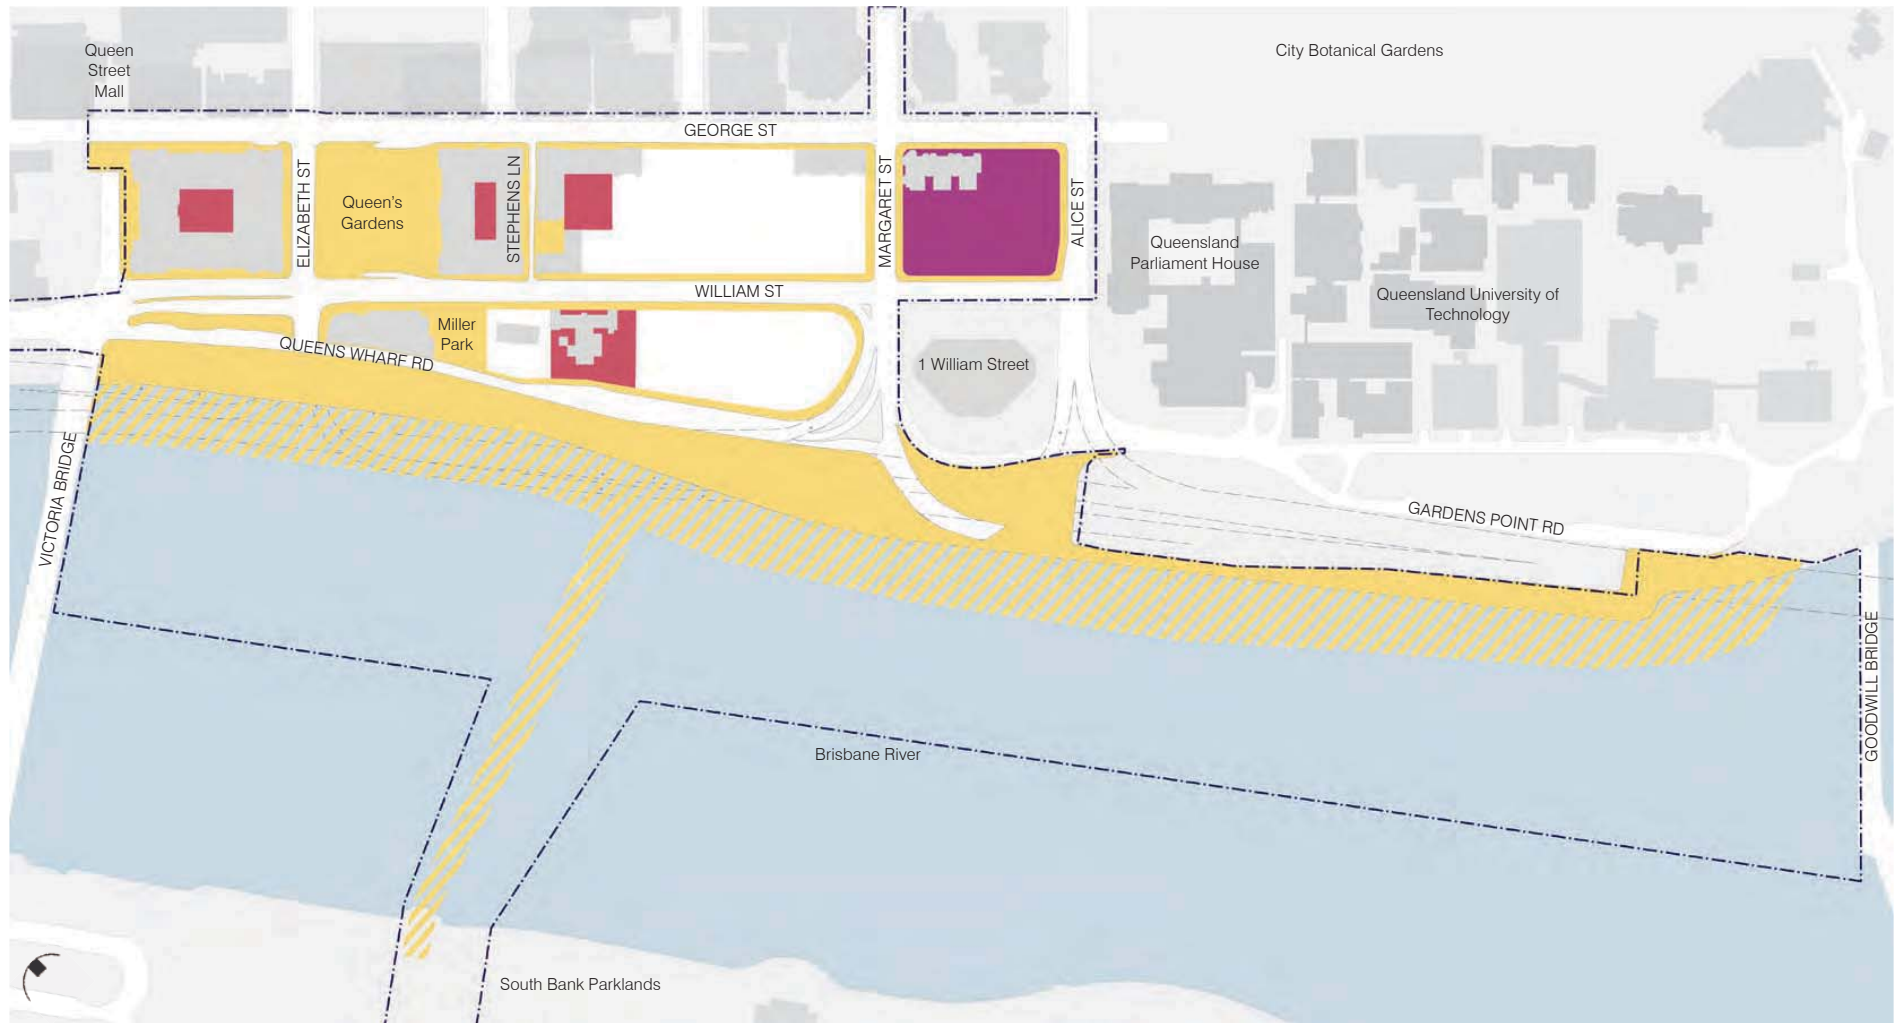 Queen
Street
Mall
City Botanical Gardens
GEORGE ST
ELIZABETH ST
Queen's
Gardens
STEPHENS LN
MARGARET ST
ALICE ST
Queensland
Parliament House
WILLIAM ST
Queensland University of
Technology
Miller
Park
QUEENS WHARF RD
1 William Street
VICTORIA BRIDGE
GARDENS POINT RD
GOODWILL BRIDGE
Brisbane River
South Bank Parklands